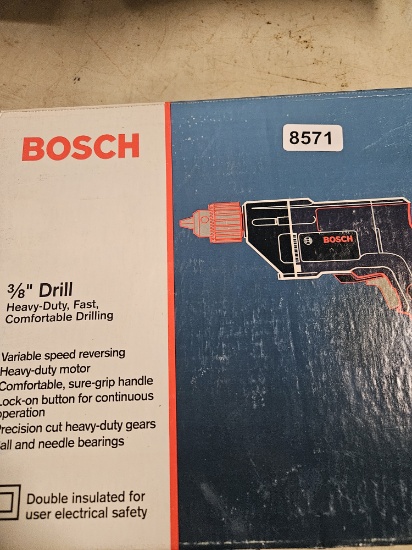 BOSCH
8571
BOSCH
3/8" Drill
Heavy-Duty, Fast,
Comfortable Drilling
Variable speed reversing
Heavy-duty motor
Comfortable, sure-grip handle
Lock-on button for continuous
operation
Precision cut heavy-duty gears
all and needle bearings
Double insulated for
user electrical safety